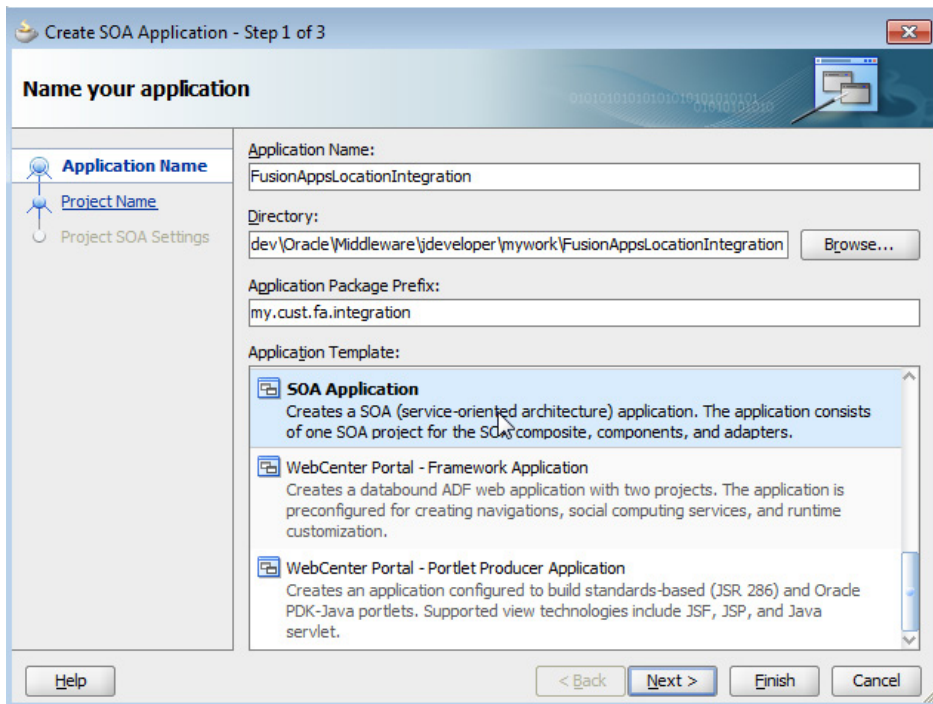 Create SOA Application - Step 1 of 3
Name your application
Application Name
Project Name
Project SOA Settings
Application Name:
FusionAppsLocationIntegration
Directory:
dev\Oracle\Middleware\jdeveloper\mywork\FusionAppsLocationIntegration
Browse...
Application Package Prefix:
my.cust.fa.integration
Application Template:
SOA Application
Creates a SOA (service-oriented architecture) application. The application consists
of one SOA project for the SOA composite, components, and adapters.
WebCenter Portal - Framework Application
Creates a databound ADF web application with two projects. The application is
preconfigured for creating navigations, social computing services, and runtime
customization.
WebCenter Portal - Portlet Producer Application
Creates an application configured to build standards-based (JSR 286) and Oracle
PDK-Java portlets. Supported view technologies include JSF, JSP, and Java
servlet.
Help
< Back
Next >
Finish
Cancel